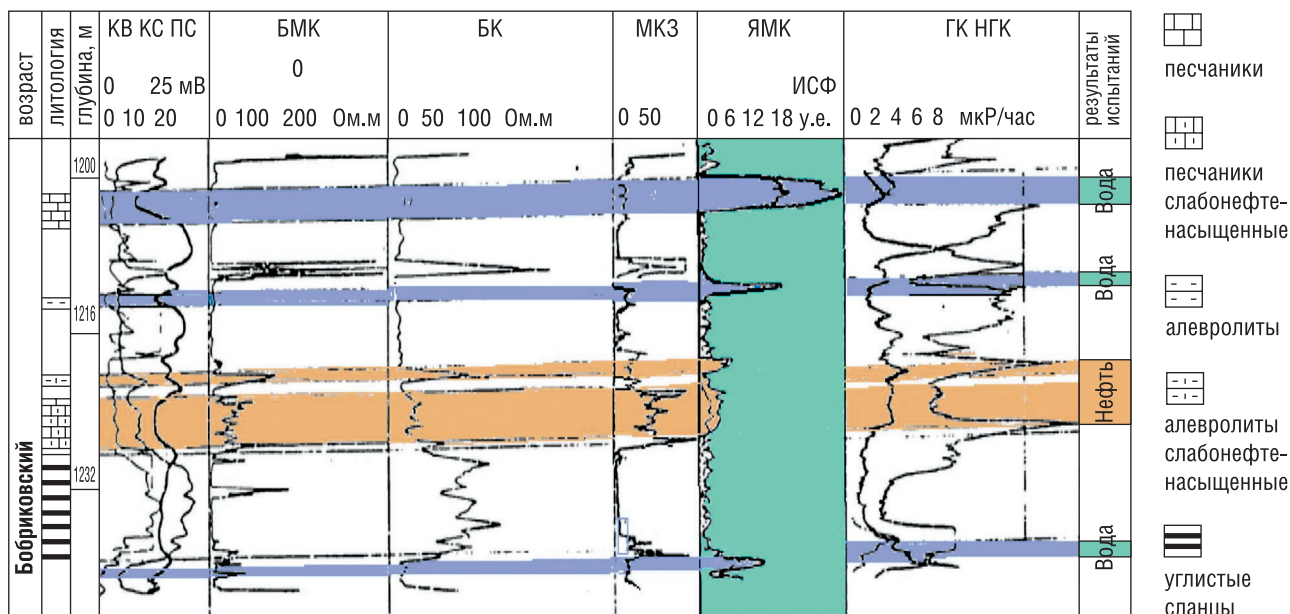 возраст
литология
глубина, м
КВ КС ПС
0 25 мВ
0 10 20
БМК
0
0 100 200 Ом.м
БК
0 50 100 Ом.м
МКЗ
0 50
ЯМК
ИСФ
0 6 12 18 у.е.
ГК НГК
0 2 4 6 8 мкР/час
результаты
испытаний
1200
1216
1232
Бобриковский
Вода
Вода
Нефть
Вода
песчаники
песчаники
слабонефте-
насыщенные
алевролиты
алевролиты
слабонефте-
насыщенные
углистые
сланцы